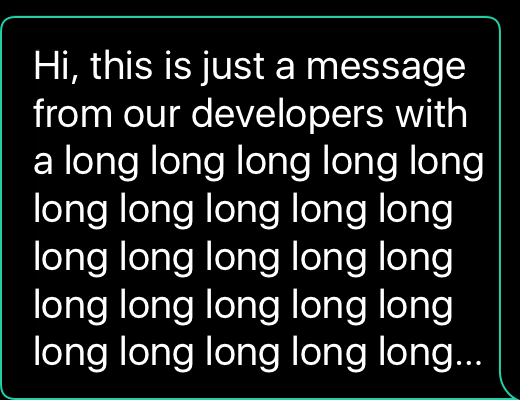 Hi, this is just a message
from our developers with
a long long long long long
long long long long long
long long long long long
long long long long long
long long long long long...